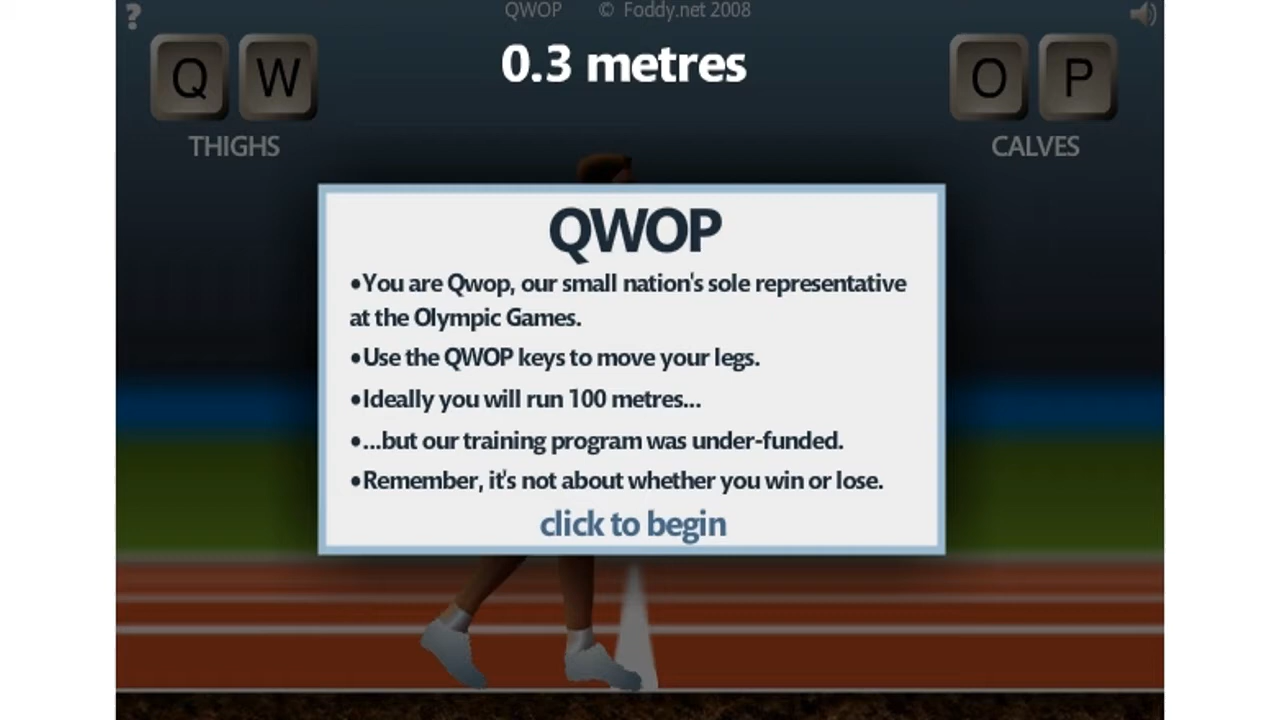 ?
QWOP © Foddy.net 2008
0.3 metres
Q W
O P
THIGHS
CALVES
QWOP
•You are Qwop, our small nation's sole representative
at the Olympic Games.
•Use the QWOP keys to move your legs.
•Ideally you will run 100 metres...
•...but our training program was under-funded.
•Remember, it's not about whether you win or lose.
click to begin